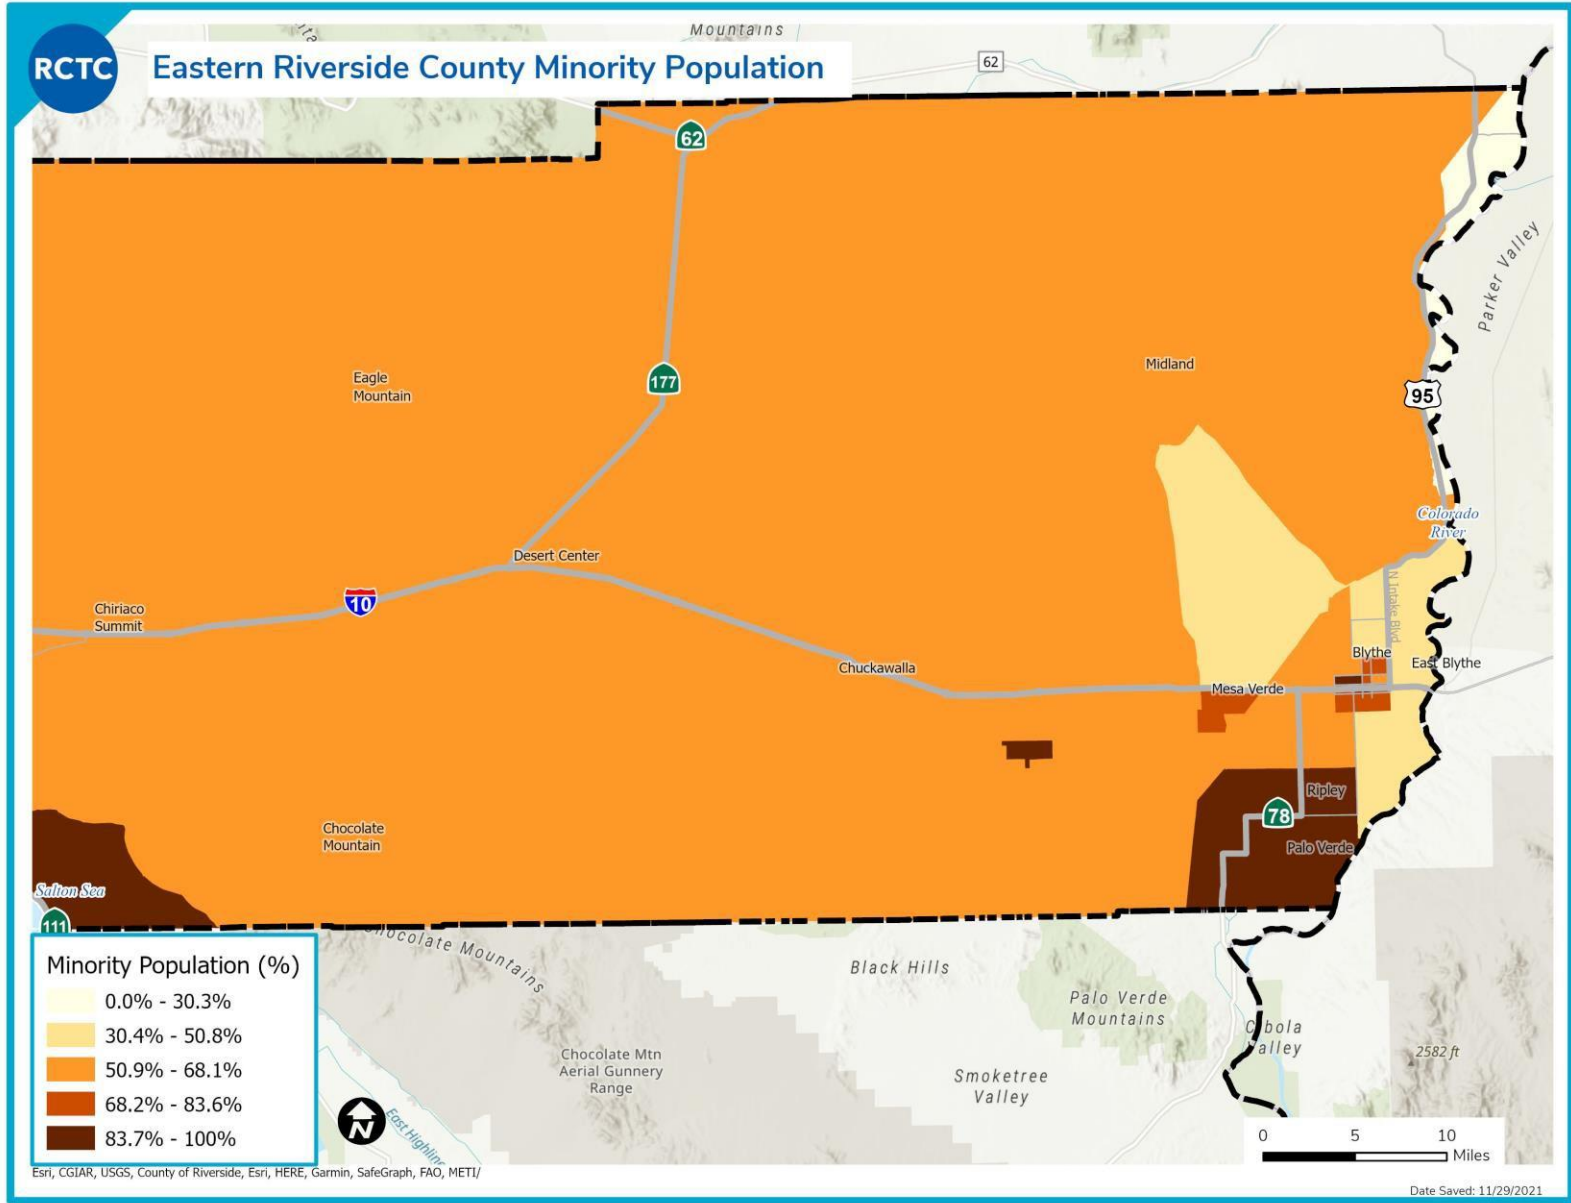 RCTC
Eastern Riverside County Minority Population
Mountains
62
62
Parker Valley
177
Eagle
Mountain
Midland
95
Colorado
River
Desert Center
10
Chiriaco
Summit
N Intake Blvd
Blythe
East Blythe
Chuckawalla
Mesa Verde
Ripley
78
Palo Verde
Chocolate
Mountain
Salton Sea
111
Chocolate Mountains
Black Hills
Palo Verde
Mountains
Smoketree
Valley
2582 ft
Chocolate Mtn
Aerial Gunnery
Range
Minority Population (%)
0.0% - 30.3%
30.4% - 50.8%
50.9% - 68.1%
68.2% - 83.6%
83.7% - 100%
N
East Highline
0 5 10
Miles
Esri, CGIAR, USGS, County of Riverside, Esri, HERE, Garmin, SafeGraph, FAO, METI/
Date Saved: 11/29/2021